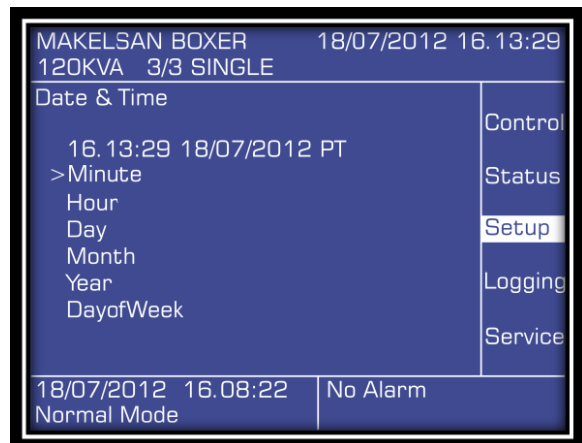 MAKELSAN BOXER 18/07/2012 16.13:29
120KVA 3/3 SINGLE
Date & Time
16.13:29 18/07/2012 PT
>Minute
Hour
Day
Month
Year
DayofWeek
Control
Status
Setup
Logging
Service
18/07/2012 16.08:22
Normal Mode
No Alarm